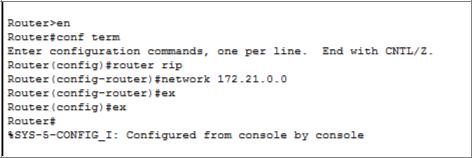 Router>en
Router#conf term
Enter configuration commands, one per line.  End with CNTL/Z.
Router(config)#router rip
Router(config-router)#network 172.21.0.0
Router(config-router)#ex
Router(config)#ex
Router#
%SYS-5-CONFIG_I: Configured from console by console